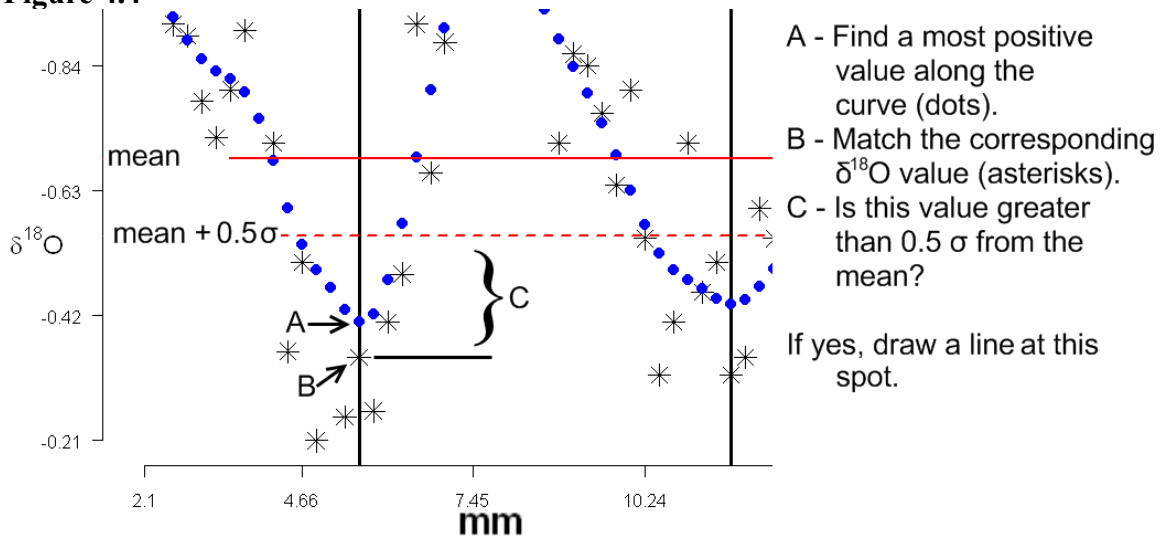 Figure 4.4
-0.84
mean
-0.63
mean + 0.5σ
δ¹⁸O
C
-0.42
A
B
-0.21
2.1
4.66
7.45
10.24
mm
A - Find a most positive
value along the
curve (dots).
B - Match the corresponding
δ¹⁸O value (asterisks).
C - Is this value greater
than 0.5 σ from the
mean?
If yes, draw a line at this
spot.